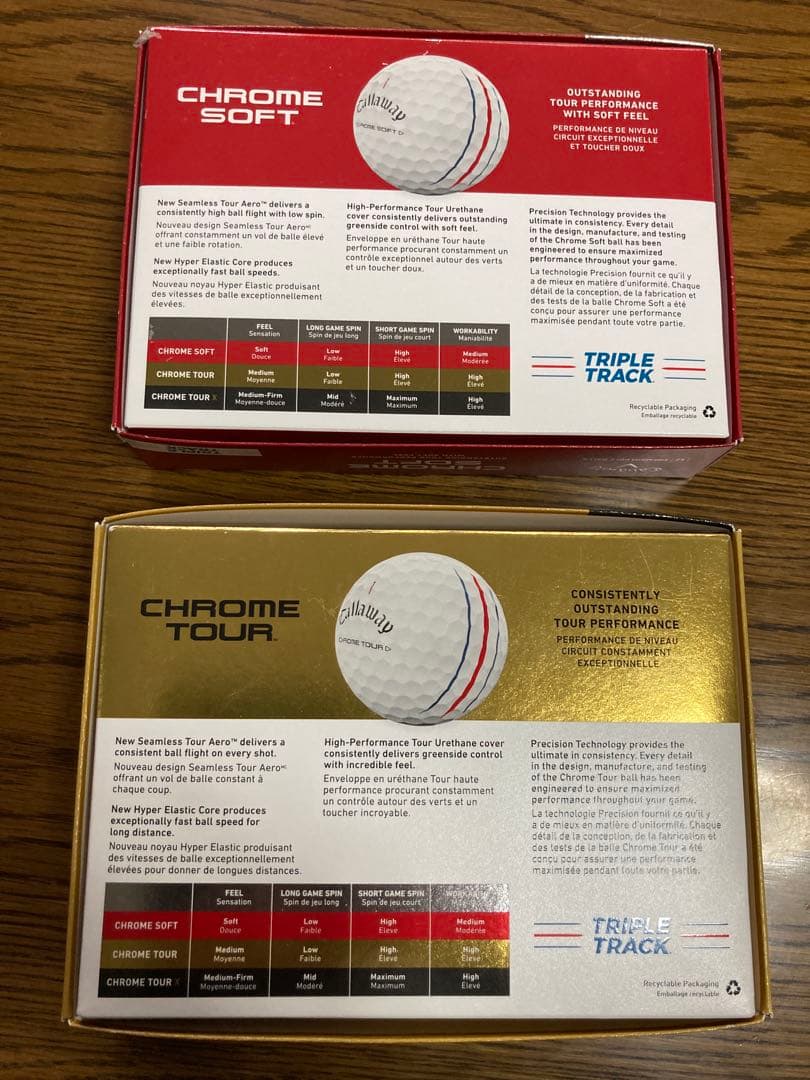 CHROME
SOFT™
Callaway
CHROME SOFT
OUTSTANDING
TOUR PERFORMANCE
WITH SOFT FEEL
PERFORMANCE DE NIVEAU
CIRCUIT EXCEPTIONNELLE
ET TOUCHER DOUX
New Seamless Tour Aero™ delivers a
consistently high ball flight with low spin.
Nouveau design Seamless Tour Aeroᴹᶜ
offrant constamment un vol de balle élevé
et une faible rotation.
New Hyper Elastic Core produces
exceptionally fast ball speeds.
Nouveau noyau Hyper Elastic produisant
des vitesses de balle exceptionnellement
élevées.
High-Performance Tour Urethane
cover consistently delivers outstanding
greenside control with soft feel.
Enveloppe en uréthane Tour haute
performance procurant constamment un
contrôle exceptionnel autour des verts
et un toucher doux.
Precision Technology provides the
ultimate in consistency. Every detail
in the design, manufacture, and testing
of the Chrome Soft ball has been
engineered to ensure maximized
performance throughout your game.
La technologie Precision fournit ce qu'il y
a de mieux en matière d'uniformité. Chaque
détail de la conception, de la fabrication et
des tests de la balle Chrome Soft a été
conçu pour assurer une performance
maximisée pendant toute votre partie.
FEEL LONG GAME SPIN SHORT GAME SPIN WORKABILITY
Sensation Spin de jeu long Spin de jeu court Maniabilité
CHROME SOFT Soft Low High Medium
Douce Faible Élevé Modérée
CHROME TOUR Medium Low High High
Moyenne Faible Élevé Élevé
CHROME TOUR X Medium-Firm Mid Maximum High
Moyenne-douce Modéré Maximum Élevé
TRIPLE
TRACK
Recyclable Packaging
Emballage recyclable
CHROME
SOFT
CHROME
TOUR™
Callaway
CHROME TOUR
CONSISTENTLY
OUTSTANDING
TOUR PERFORMANCE
PERFORMANCE DE NIVEAU
CIRCUIT CONSTAMMENT
EXCEPTIONNELLE
New Seamless Tour Aero™ delivers a
consistent ball flight on every shot.
Nouveau design Seamless Tour Aeroᴹᶜ
offrant un vol de balle constant à
chaque coup.
New Hyper Elastic Core produces
exceptionally fast ball speed for
long distance.
Nouveau noyau Hyper Elastic produisant
des vitesses de balle exceptionnellement
élevées pour donner de longues distances.
High-Performance Tour Urethane cover
consistently delivers greenside control
with incredible feel.
Enveloppe en uréthane Tour haute
performance procurant constamment
un contrôle autour des verts et un
toucher incroyable.
Precision Technology provides the
ultimate in consistency. Every detail
in the design, manufacture, and testing
of the Chrome Tour ball has been
engineered to ensure maximized
performance throughout your game.
La technologie Precision fournit ce qu'il y
a de mieux en matière d'uniformité. Chaque
détail de la conception, de la fabrication et
des tests de la balle Chrome Tour a été
conçu pour assurer une performance
maximisée pendant toute votre partie.
FEEL LONG GAME SPIN SHORT GAME SPIN WORKABILITY
Sensation Spin de jeu long Spin de jeu court
CHROME SOFT Soft Low High Medium
Douce Faible Élevé Modérée
CHROME TOUR Medium Low High High
Moyenne Faible Élevé Élevé
CHROME TOUR X Medium-Firm Mid Maximum High
Moyenne-douce Modéré Maximum Élevé
TRIPLE
TRACK
Recyclable Packaging
Emballage recyclable